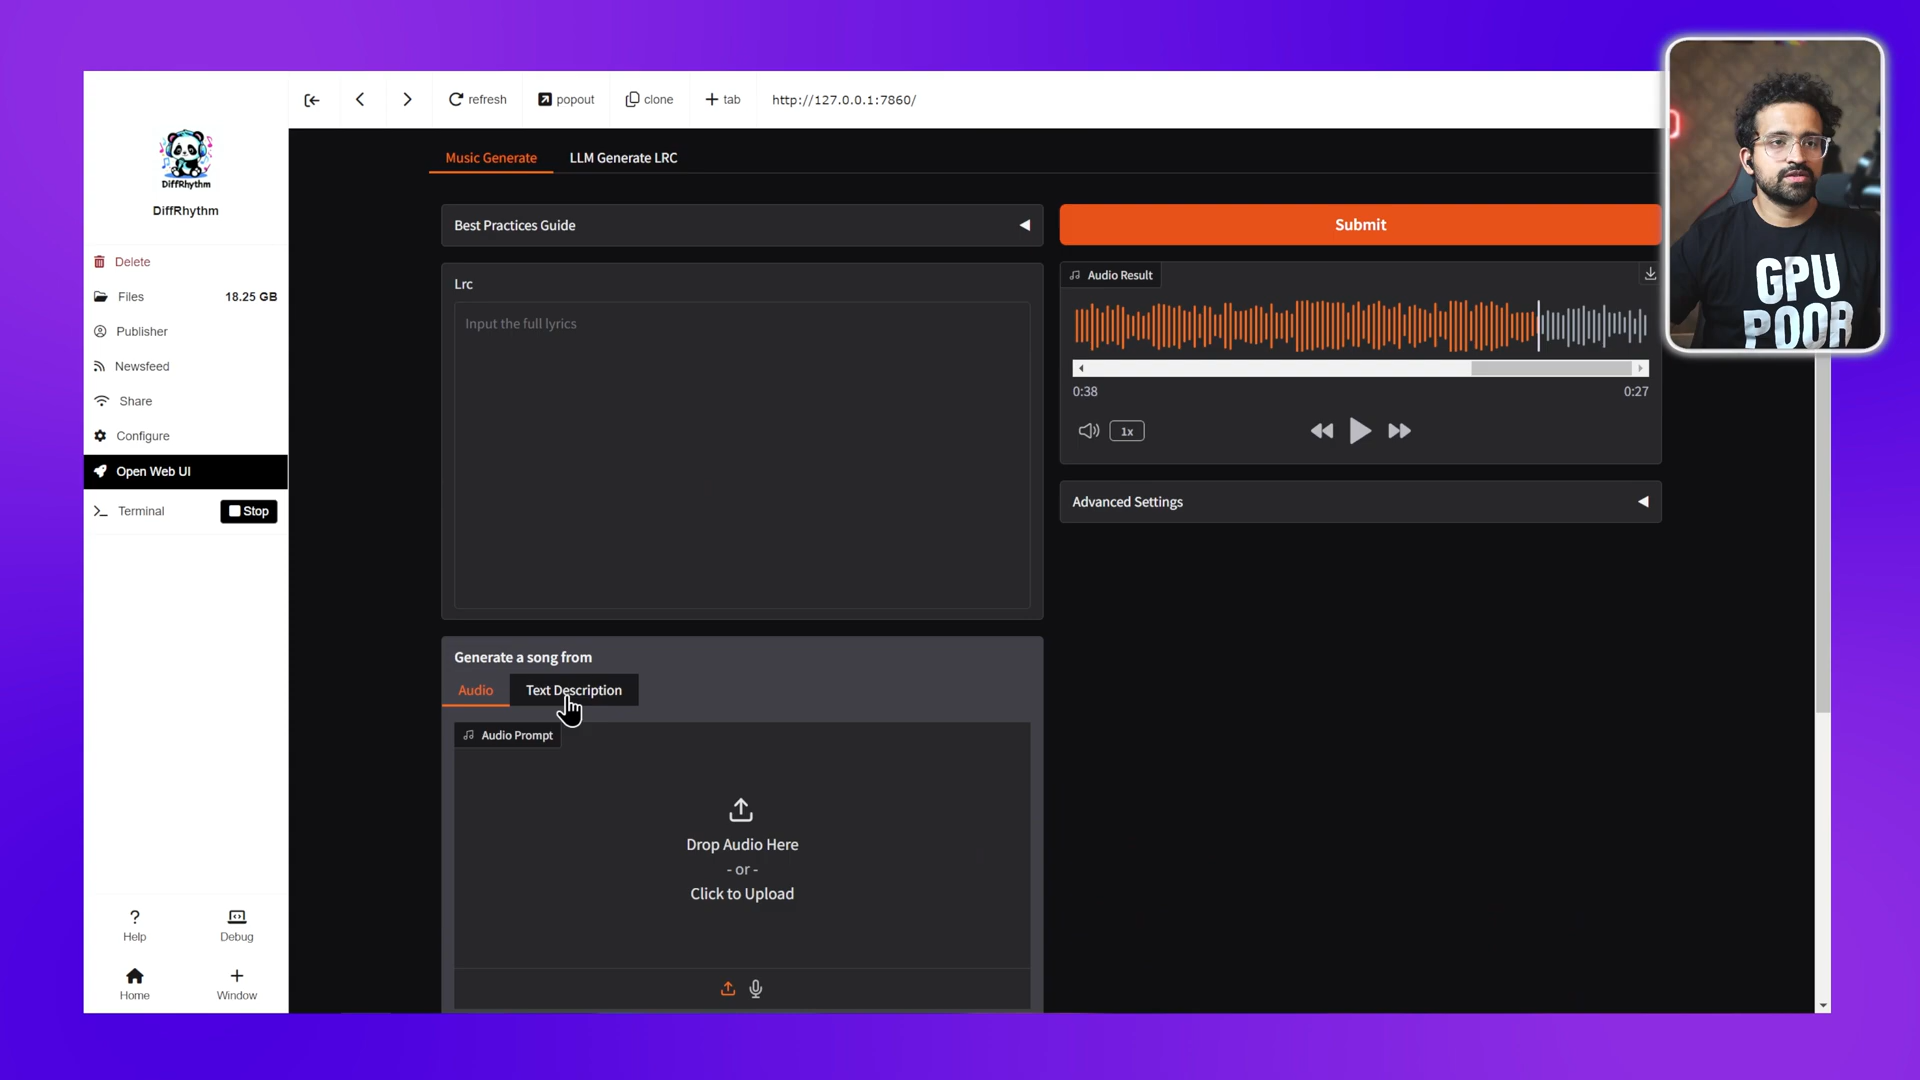 refresh
popout
clone
tab
http://127.0.0.1:7860/
DiffRhythm
DiffRhythm
Delete
Files
18.25 GB
Publisher
Newsfeed
Share
Configure
Open Web UI
Terminal
Stop
? 
Help
Debug
Home
Window
Music Generate
LLM Generate LRC
Best Practices Guide
Lrc
Input the full lyrics
Generate a song from
Audio
Text Description
Audio Prompt
Drop Audio Here
- or -
Click to Upload
Submit
Audio Result
0:38
0:27
1x
Advanced Settings
GPU
POOR